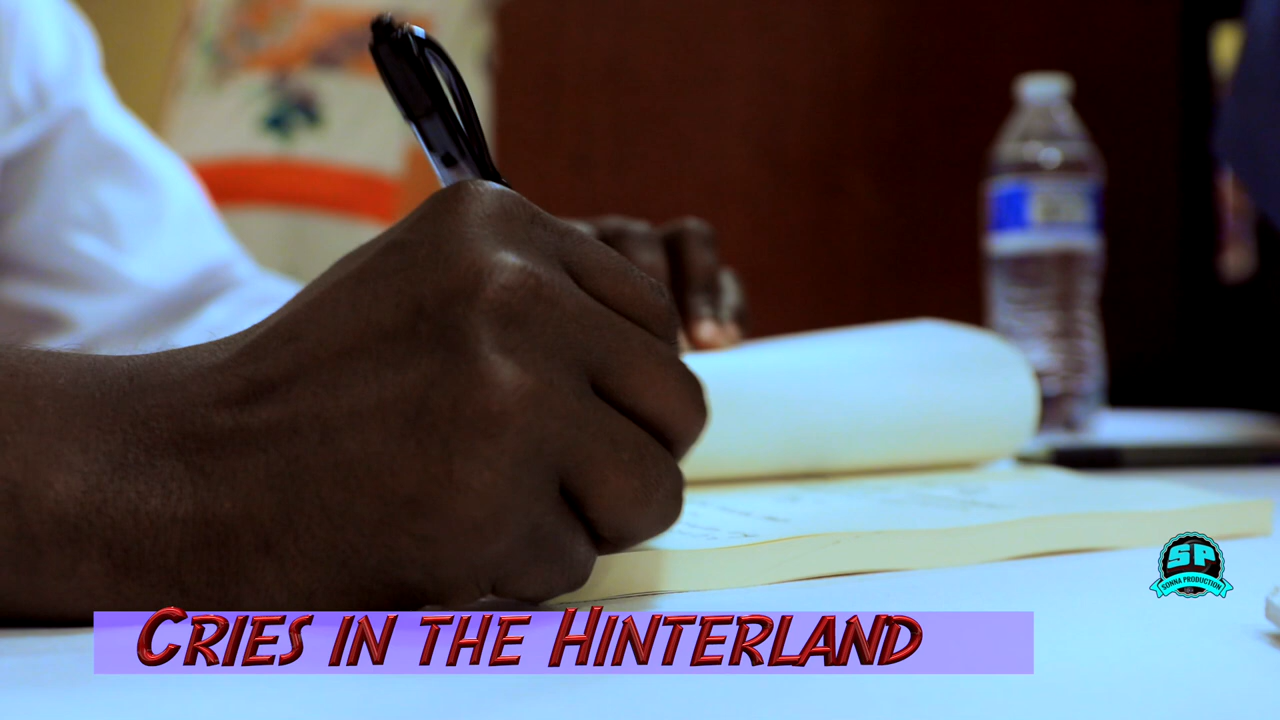 SP
SONNA PRODUCTION
CRIES IN THE HINTERLAND